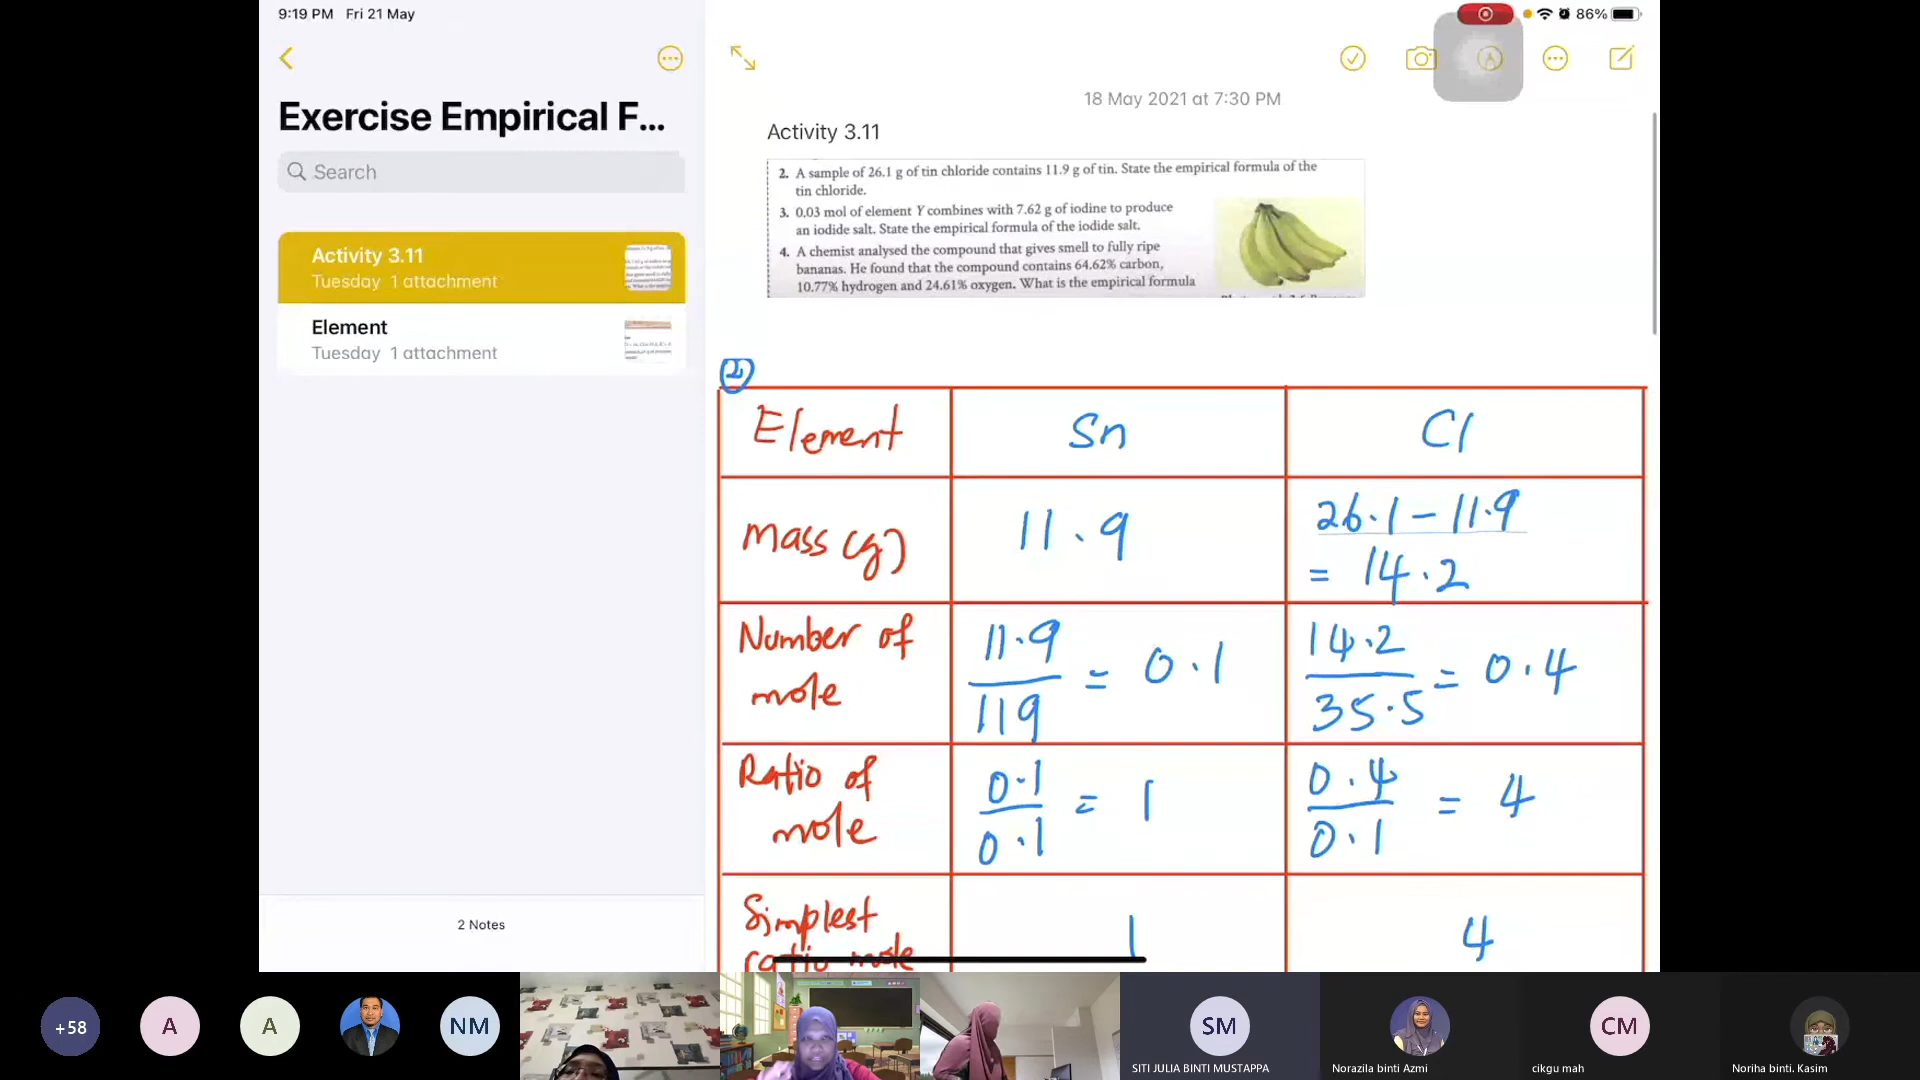 9:19 PM Fri 21 May
86%
Exercise Empirical F...
Search
Activity 3.11
Tuesday 1 attachment
Element
Tuesday 1 attachment
2 Notes
18 May 2021 at 7:30 PM
Activity 3.11
2. A sample of 26.1 g of tin chloride contains 11.9 g of tin. State the empirical formula of the
tin chloride.
3. 0.03 mol of element Y combines with 7.62 g of iodine to produce
an iodide salt. State the empirical formula of the iodide salt.
4. A chemist analysed the compound that gives smell to fully ripe
bananas. He found that the compound contains 64.62% carbon,
10.77% hydrogen and 24.61% oxygen. What is the empirical formula
2
Element Sn Cl
Mass (g) 11.9 26.1 - 11.9
= 14.2
Number of mole 11.9/119 = 0.1 14.2/35.5 = 0.4
Ratio of mole 0.1/0.1 = 1 0.4/0.1 = 4
Simplest ratio mole 1 4
+58 A A NM SM CM
SITI JULIA BINTI MUSTAPPA Norazila binti Azmi cikgu mah Noriha binti. Kasim